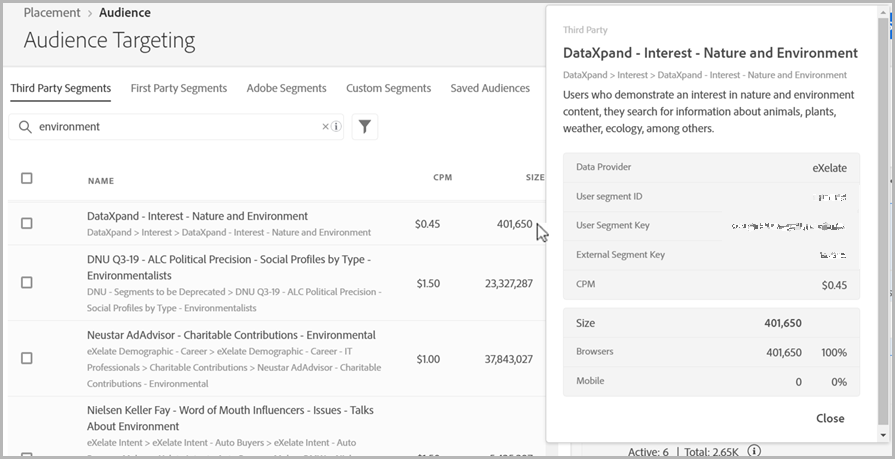 Placement > Audience
Audience Targeting
Third Party Segments First Party Segments Adobe Segments Custom Segments Saved Audiences
environment
NAME CPM SIZE
DataXpand - Interest - Nature and Environment $0.45 401,650
DataXpand > Interest > DataXpand - Interest - Nature and Environment
DNU Q3-19 - ALC Political Precision - Social Profiles by Type -
Environmentalists $1.50 23,327,287
DNU - Segments to be Deprecated > DNU Q3-19 - ALC Political Precision -
Social Profiles by Type - Environmentalists
Neustar AdAdvisor - Charitable Contributions - Environmental
eXelate Demographic - Career > eXelate Demographic - Career - IT $1.00 37,843,027
Professionals > Charitable Contributions > Neustar AdAdvisor - Charitable
Contributions - Environmental
Nielsen Keller Fay - Word of Mouth Influencers - Issues - Talks
About Environment
eXelate Intent > eXelate Intent - Auto Buyers > eXelate Intent - Auto
Third Party
DataXpand - Interest - Nature and Environment
DataXpand > Interest > DataXpand - Interest - Nature and Environment
Users who demonstrate an interest in nature and environment
content, they search for information about animals, plants,
weather, ecology, among others.
Data Provider eXelate
User segment ID
User Segment Key
External Segment Key
CPM $0.45
Size 401,650
Browsers 401,650 100%
Mobile 0 0%
Close
Active: 6 | Total: 2.65K